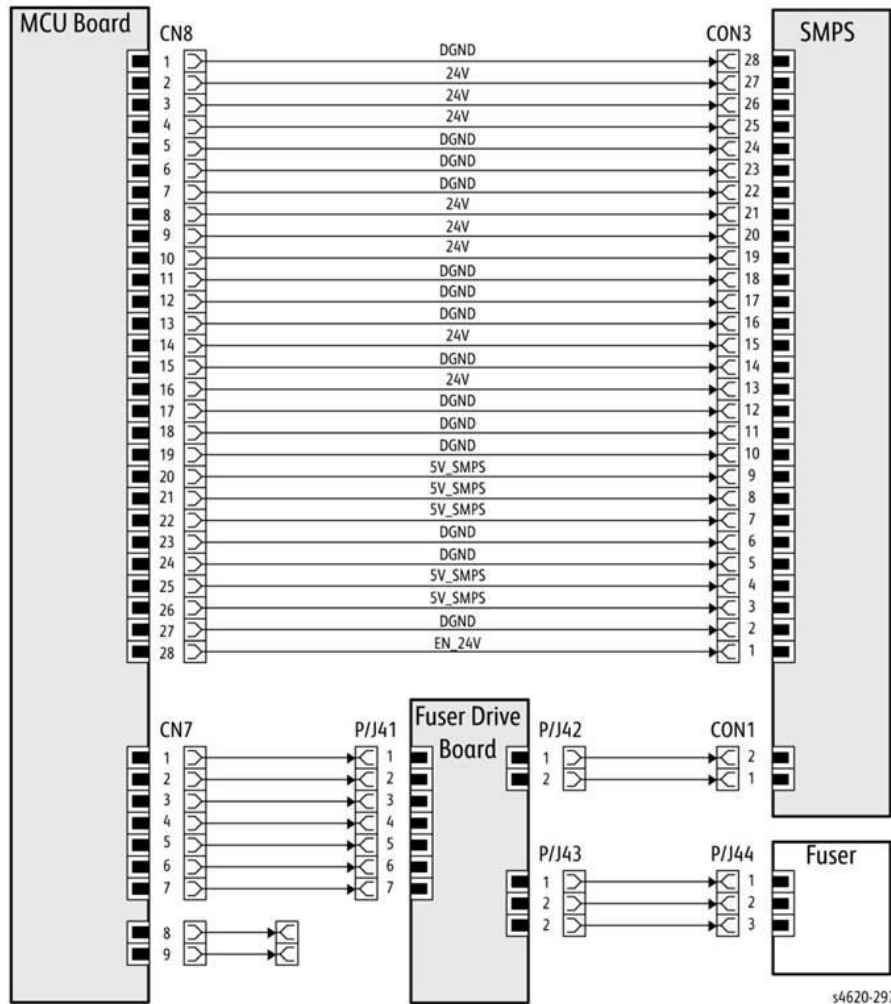 MCU Board CN8 CON3 SMPS
1 DGND 28
2 24V 27
3 24V 26
4 24V 25
5 DGND 24
6 DGND 23
7 DGND 22
8 24V 21
9 24V 20
10 24V 19
11 DGND 18
12 DGND 17
13 DGND 16
14 24V 15
15 DGND 14
16 24V 13
17 DGND 12
18 DGND 11
19 DGND 10
20 5V_SMPS 9
21 5V_SMPS 8
22 5V_SMPS 7
23 DGND 6
24 DGND 5
25 5V_SMPS 4
26 5V_SMPS 3
27 DGND 2
28 EN_24V 1
CN7 P/J41
1 1
2 2
3 3
4 4
5 5
6 6
7 7
8
9
Fuser Drive
Board
P/J42 CON1
1 2
2 1
P/J43 P/J44
1 1
2 2
2 3
Fuser